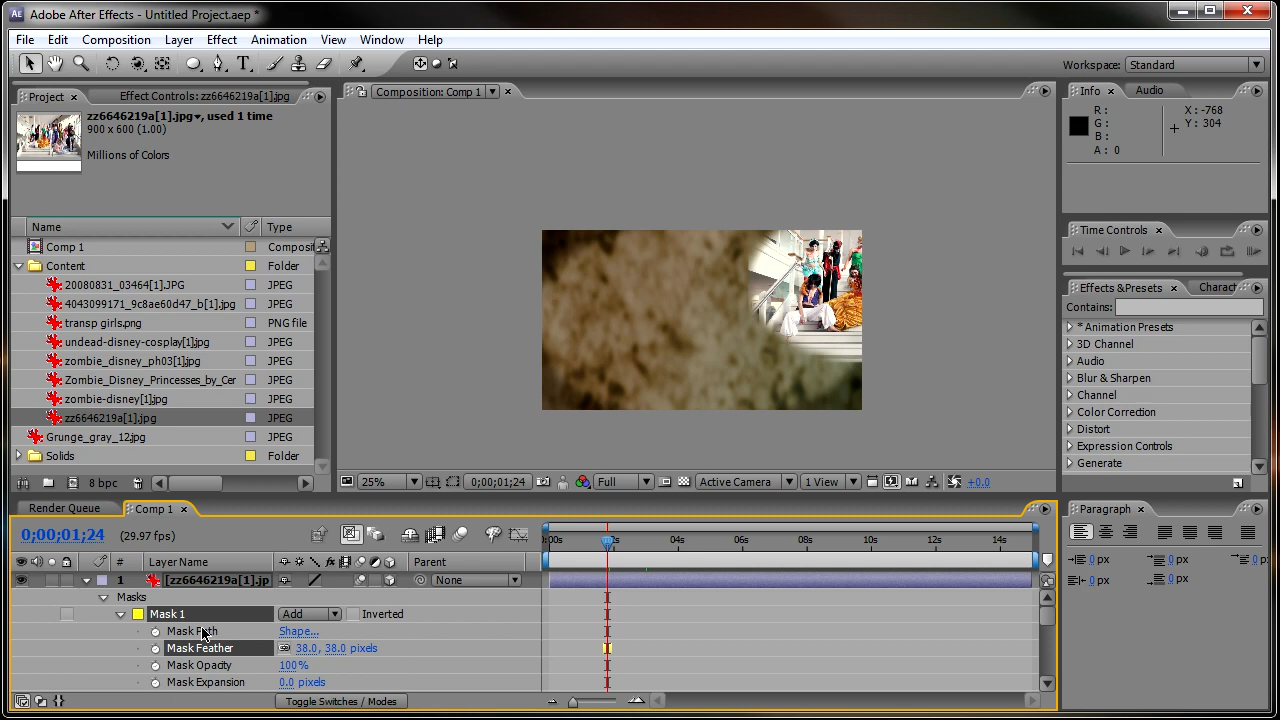 AE Adobe After Effects - Untitled Project.aep *
File Edit Composition Layer Effect Animation View Window Help
Workspace: Standard
Project × Effect Controls: zz6646219a[1].jpg
zz6646219a[1].jpg, used 1 time
900 x 600 (1.00)
Millions of Colors
Name Type
Comp 1 Composit
Content Folder
20080831_03464[1].JPG JPEG
4043099171_9c8ae60d47_b[1].jpg JPEG
transp girls.png PNG file
undead-disney-cosplay[1].jpg JPEG
zombie_disney_ph03[1].jpg JPEG
Zombie_Disney_Princesses_by_Cer JPEG
zombie-disney[1].jpg JPEG
zz6646219a[1].jpg JPEG
Grunge_gray_12.jpg JPEG
Solids Folder
8 bpc
Composition: Comp 1 ×
25% 0;00;01;24 Full Active Camera 1 View +0.0
Info × Audio
R : X : -768
G : Y : 304
B :
A : 0
Time Controls ×
Effects & Presets × Charact
Contains:
* Animation Presets
3D Channel
Audio
Blur & Sharpen
Channel
Color Correction
Distort
Expression Controls
Generate
Render Queue Comp 1 ×
0;00;01;24 (29.97 fps)
:00s 2s 04s 06s 08s 10s 12s 14s
# Layer Name Parent
1 [zz6646219a[1].jp None
Masks
Mask 1 Add Inverted
Mask Path Shape...
Mask Feather 38.0, 38.0 pixels
Mask Opacity 100%
Mask Expansion 0.0 pixels
Toggle Switches / Modes
Paragraph ×
0 px 0 px 0 px
0 px 0 px